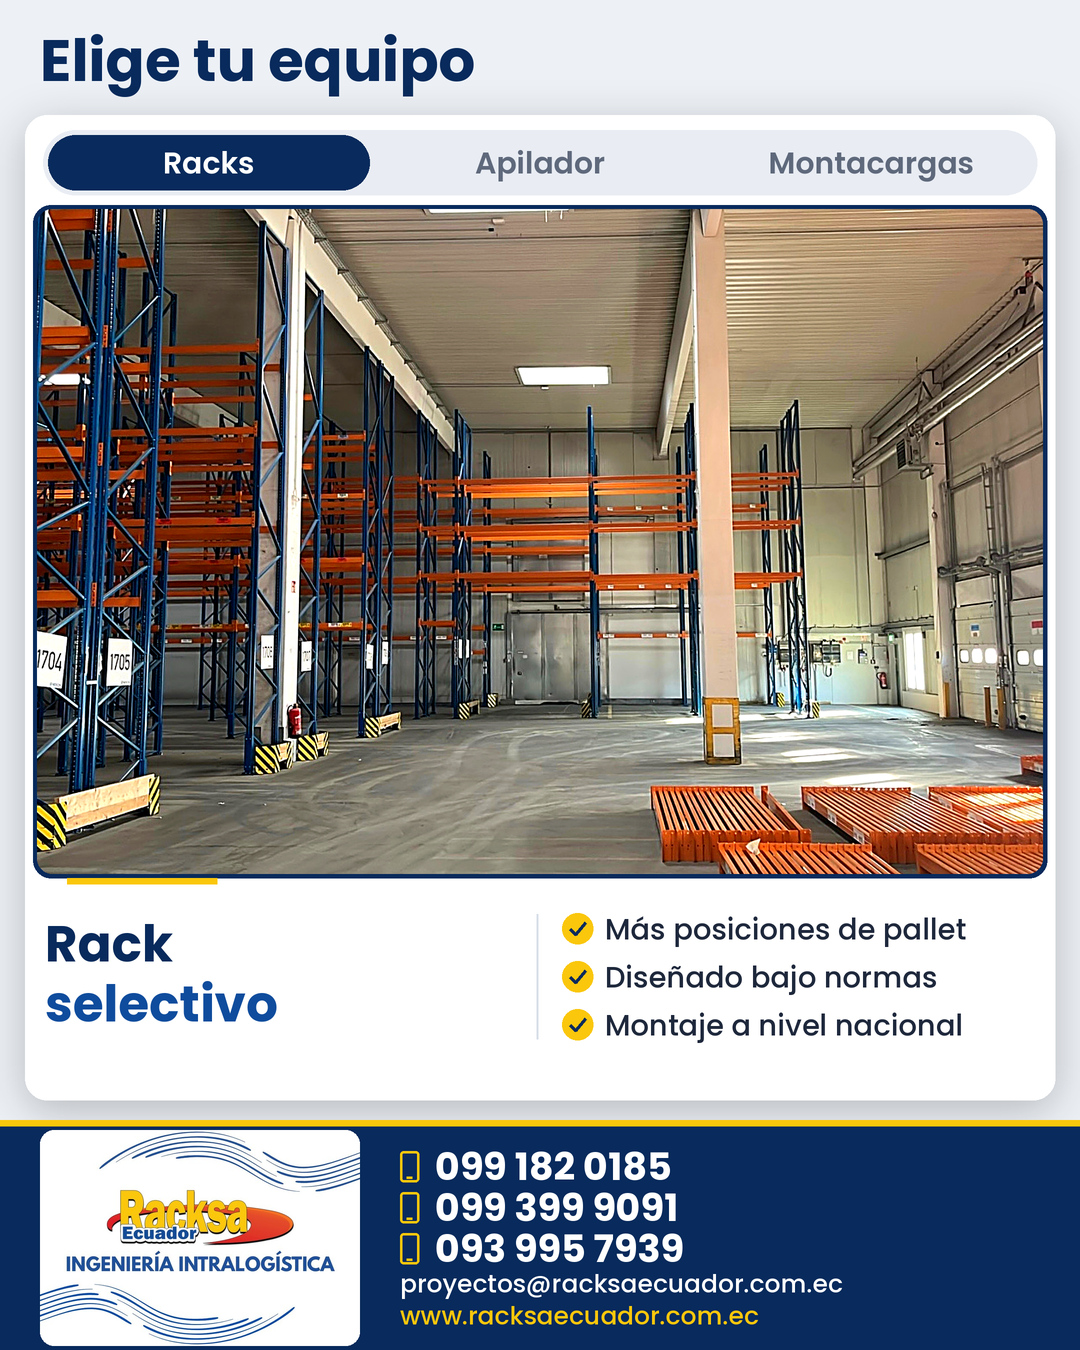 Elige tu equipo
Racks
Apilador
Montacargas
1704
1705
Rack
selectivo
Más posiciones de pallet
Diseñado bajo normas
Montaje a nivel nacional
Racksa
Ecuador
INGENIERÍA INTRALOGÍSTICA
099 182 0185
099 399 9091
093 995 7939
proyectos@racksaecuador.com.ec
www.racksaecuador.com.ec